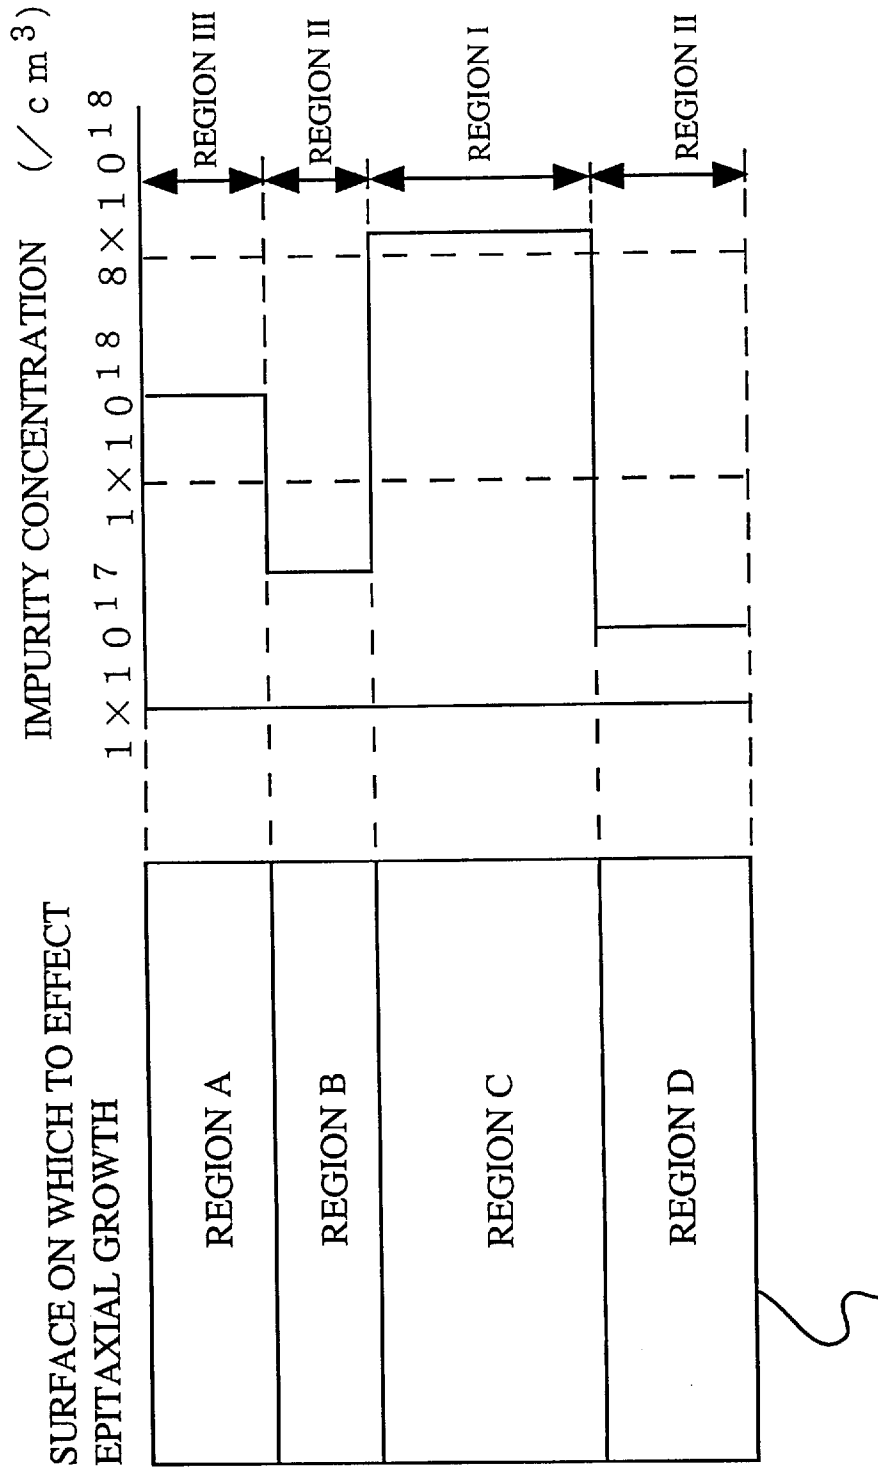 SURFACE ON WHICH TO EFFECT
EPITAXIAL GROWTH
IMPURITY CONCENTRATION (/cm³)
1×10¹⁷ 1×10¹⁸ 8×10¹⁸
REGION A
REGION III
REGION B
REGION II
REGION C
REGION I
REGION D
REGION II